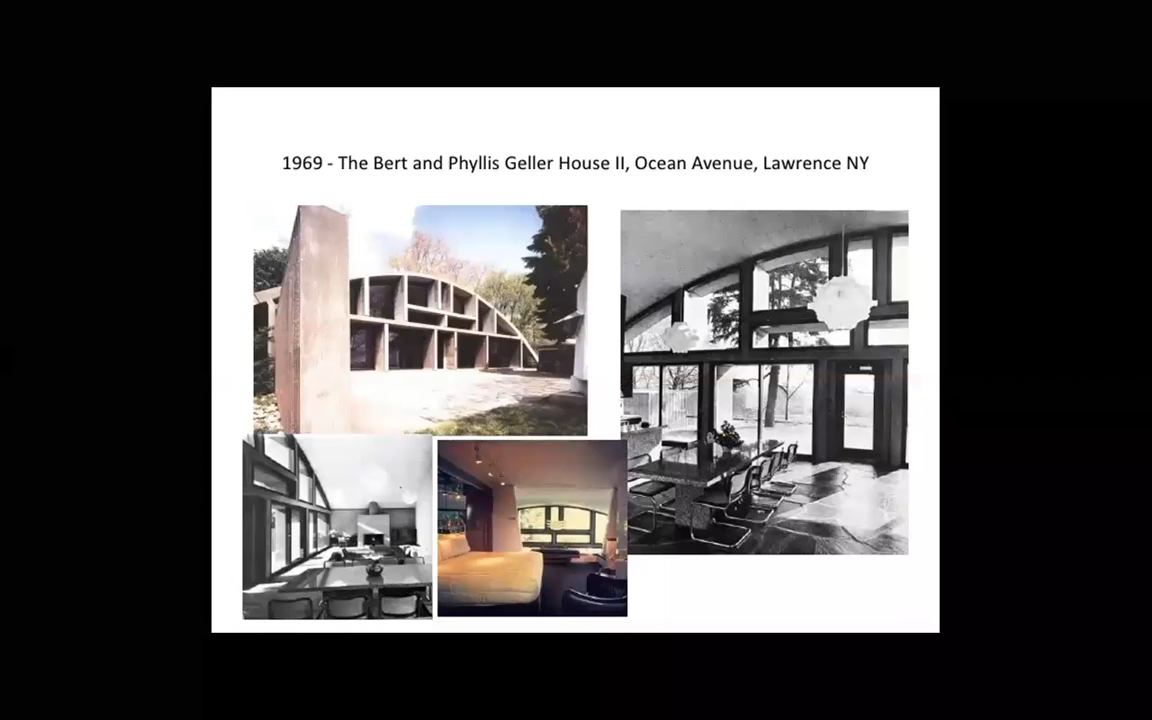 1969 - The Bert and Phyllis Geller House II, Ocean Avenue, Lawrence NY